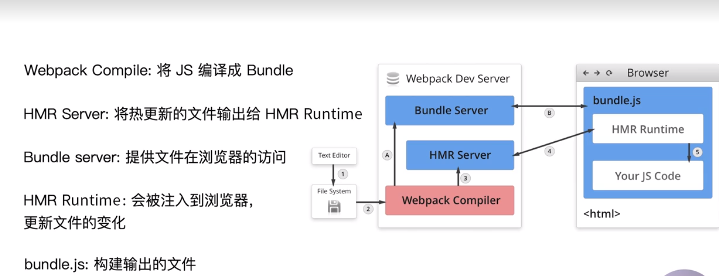 Webpack Compile: 将 JS 编译成 Bundle
HMR Server: 将热更新的文件输出给 HMR Runtime
Bundle server: 提供文件在浏览器的访问
HMR Runtime: 会被注入到浏览器，
更新文件的变化
bundle.js: 构建输出的文件
Text Editor
1
File System
2
Webpack Dev Server
Bundle Server
A
HMR Server
3
Webpack Compiler
B
4
Browser
bundle.js
HMR Runtime
5
Your JS Code
<html>